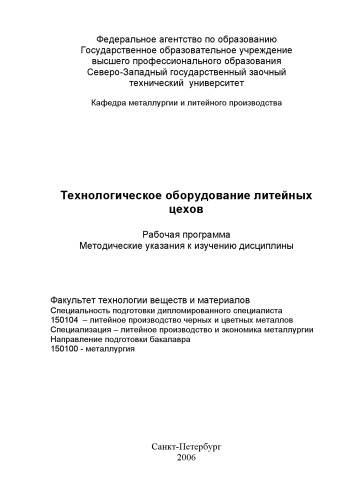 Федеральное агентство по образованию
Государственное образовательное учреждение
высшего профессионального образования
Северо-Западный государственный заочный
технический университет
Кафедра металлургии и литейного производства
Технологическое оборудование литейных
цехов
Рабочая программа
Методические указания к изучению дисциплины
Факультет технологии веществ и материалов
Специальность подготовки дипломированного специалиста
150104 – литейное производство черных и цветных металлов
Специализация – литейное производство и экономика металлургии
Направление подготовки бакалавра
150100 - металлургия
Санкт-Петербург
2006